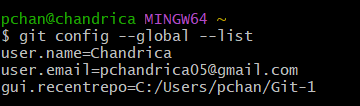 pchan@chandrica MINGW64 ~
$ git config --global --list
user.name=Chandrica
user.email=pchandrica05@gmail.com
gui.recentrepo=C:/Users/pchan/Git-1